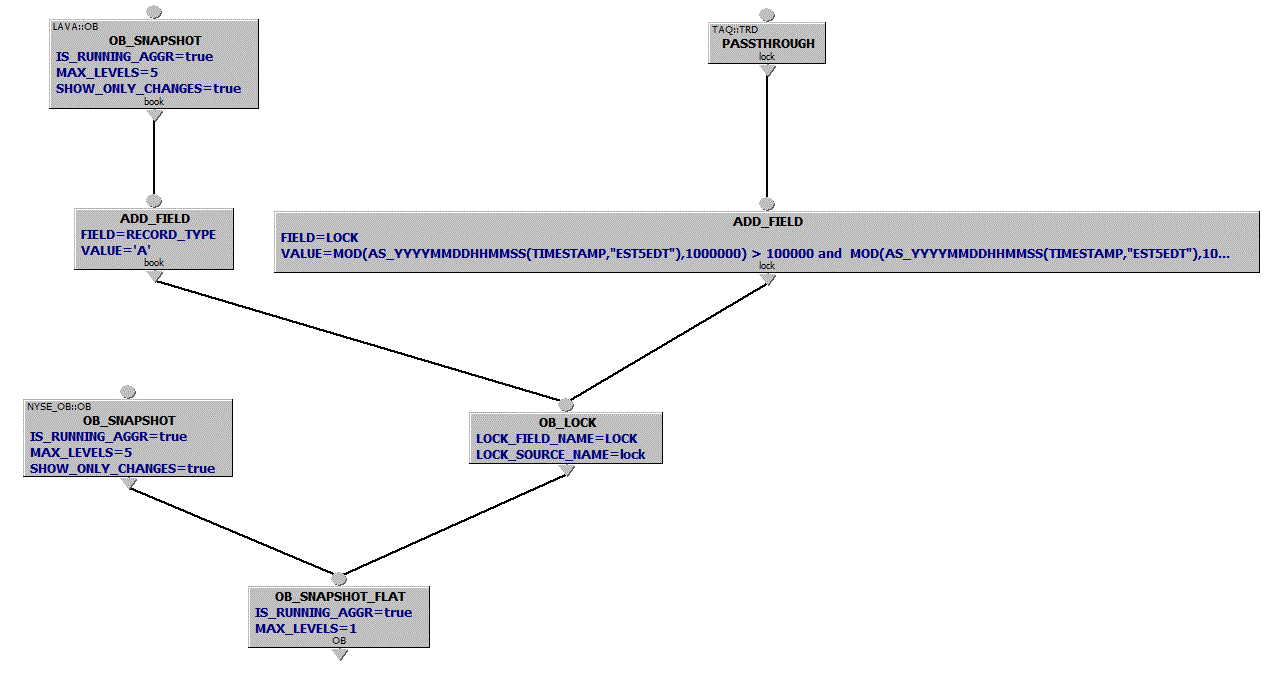 LAVA::OB
OB_SNAPSHOT
IS_RUNNING_AGGR=true
MAX_LEVELS=5
SHOW_ONLY_CHANGES=true
book
TAQ::TRD
PASSTHROUGH
lock
ADD_FIELD
FIELD=RECORD_TYPE
VALUE='A'
book
ADD_FIELD
FIELD=LOCK
VALUE=MOD(AS_YYYYMMDDHHMMSS(TIMESTAMP,"EST5EDT"),1000000) > 100000 and  MOD(AS_YYYYMMDDHHMMSS(TIMESTAMP,"EST5EDT"),10...
lock
NYSE_OB::OB
OB_SNAPSHOT
IS_RUNNING_AGGR=true
MAX_LEVELS=5
SHOW_ONLY_CHANGES=true
OB_LOCK
LOCK_FIELD_NAME=LOCK
LOCK_SOURCE_NAME=lock
OB_SNAPSHOT_FLAT
IS_RUNNING_AGGR=true
MAX_LEVELS=1
OB